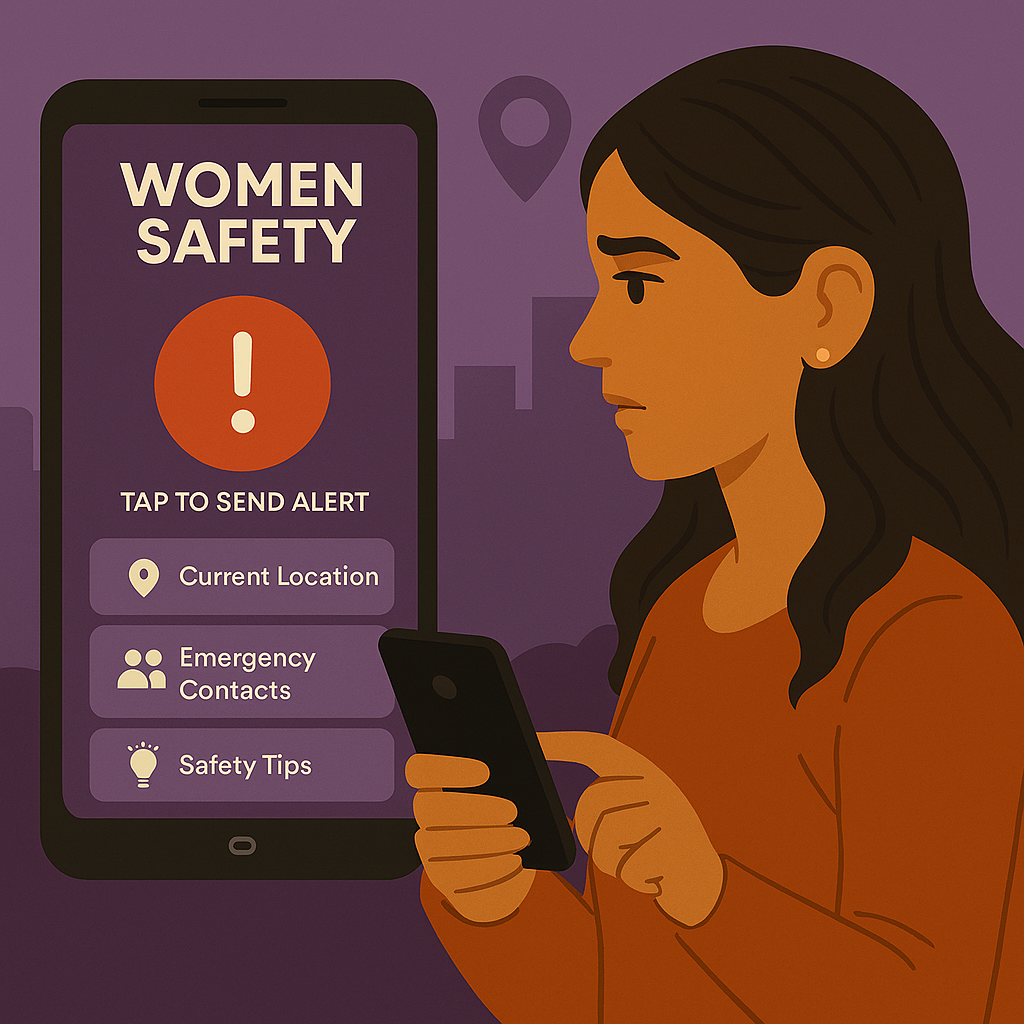 WOMEN
SAFETY
!
TAP TO SEND ALERT
Current Location
Emergency
Contacts
Safety Tips